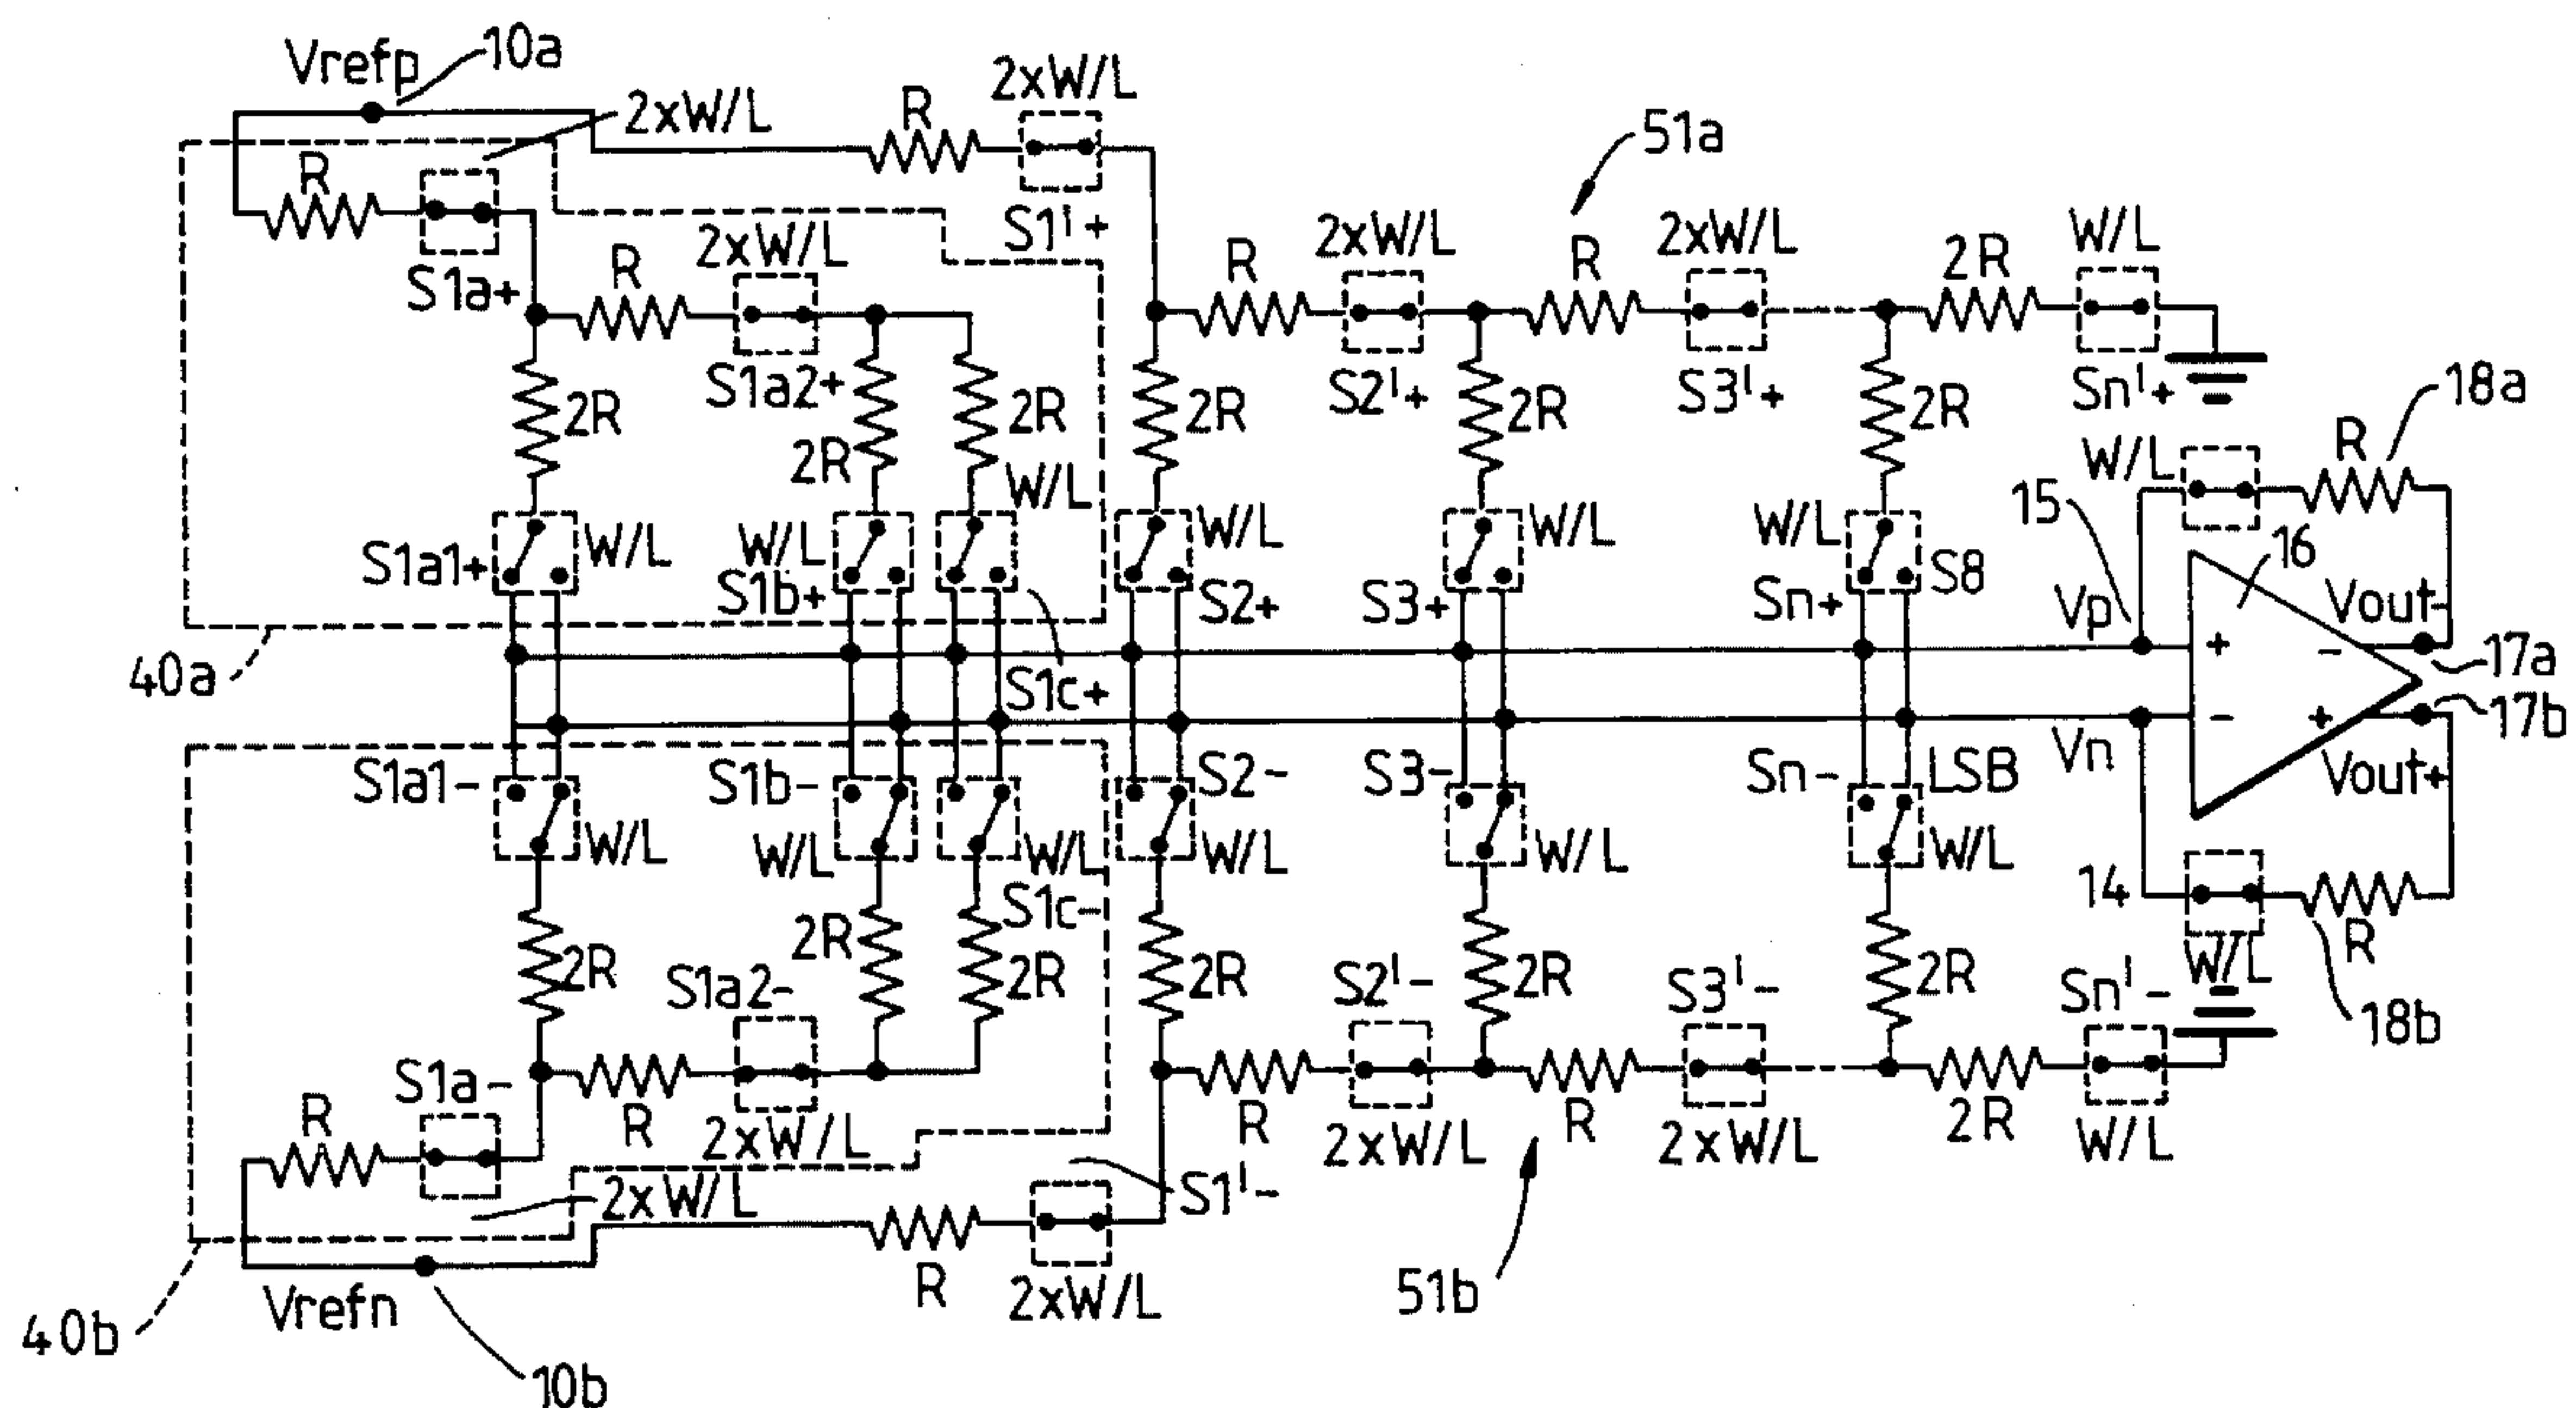 Vrefp
10a
2xW/L
R
2xW/L
R
S1a+
S1'+
51a
R
2xW/L
S1a2+
R
2xW/L
S2'+
R
2xW/L
S3'+
2R
W/L
Sn'+
2R
2R
2R
2R
2R
2R
W/L
R
18a
S1a1+
W/L
W/L
S1b+
W/L
S1c+
W/L
S2+
S3+
W/L
W/L
Sn+
S8
15
16
Vp
Vout-
17a
40a
Vn
Vout+
17b
S1a1-
W/L
S1b-
W/L
W/L
S1c-
S2-
W/L
S3-
W/L
Sn-
LSB
W/L
14
W/L
R
18b
2R
2R
2R
2R
2R
2R
S1a-
R
R
S1a2-
2xW/L
2xW/L
S1'-
R
2xW/L
S2'-
R
2xW/L
S3'-
R
2xW/L
Sn'-
2R
W/L
Vrefn
40b
10b
51b